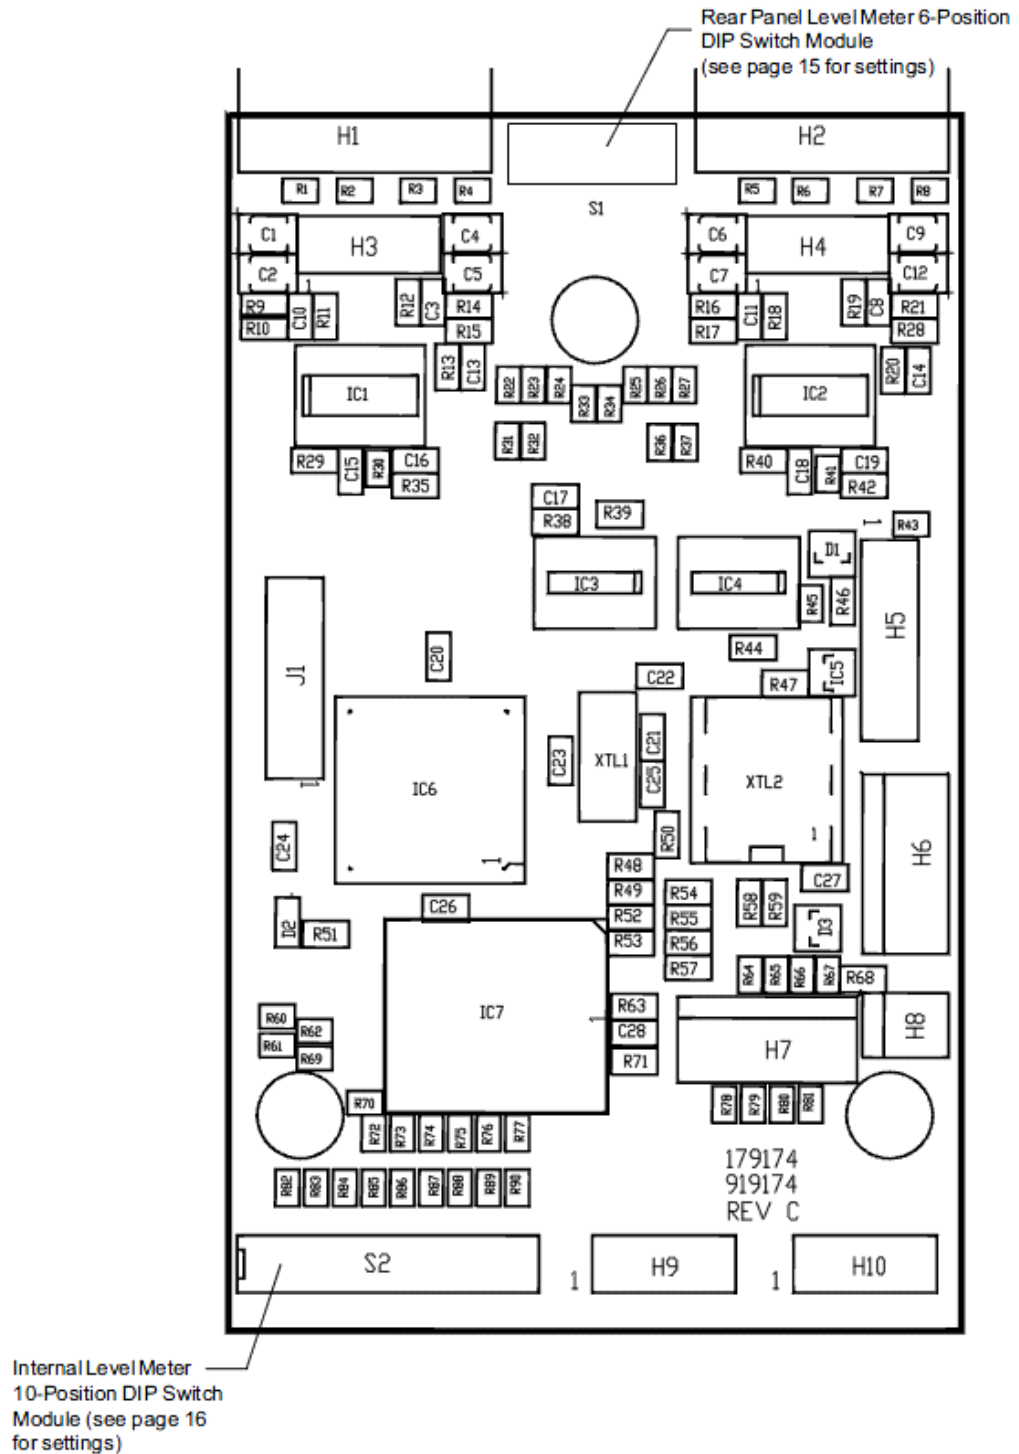 Rear Panel Level Meter 6-Position
DIP Switch Module
(see page 15 for settings)
H1
H2
S1
R1 R2 R3 R4
R5 R6 R7 R8
C1 H3 C4
C6 H4 C9
C2 C5
C7 C12
1
1
R9 C10 R11 R12 C3 R14
R16 C11 R18 R19 C8 R21
R10 R15
R17 R28
R13 C13
R20 C14
IC1
IC2
R22 R23 R24 R33 R34 R25 R26 R27
R31 R32 R36 R37
R29 C15 R30 C16
R35
R40 C18 R41 C19
R42
C17
R38 R39
1 R43
D1
IC3 IC4
R45 R46
H5
J1
1
C20
R44
C22 R47 IC5
C23 XTL1 C21
C25
XTL2
1
IC6
1
H6
C24
R50
R48
R49
R52
R53
R54
R55
R56
R57
C27
R58 R59 D3
D2 R51
C26
R64 R65 R66 R67 R68
IC7
R63
C28
R71
H7
H8
R60
R61
R62
R69
R70
R72 R73 R74 R75 R76 R77
R78 R79 R80 R81
R82 R83 R84 R85 R86 R87 R88 R89 R90
179174
919174
REV C
S2
1 H9
1 H10
Internal Level Meter
10-Position DIP Switch
Module (see page 16
for settings)